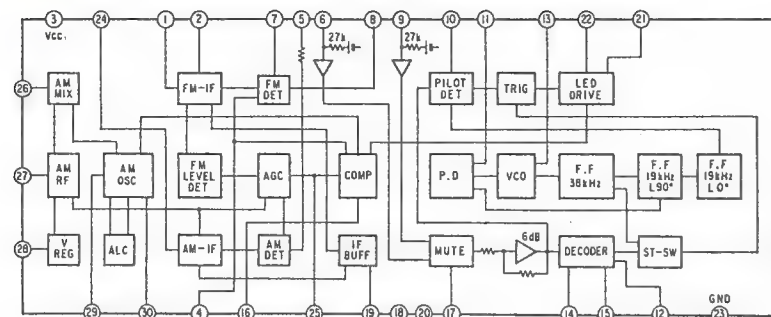 3 24 1 2 7 5 6 8 9 10 11 13 22 21
Vcc.
27k
27k
26
AM
MIX
FM-IF
FM
DET
PILOT
DET
TRIG
LED
DRIVE
27
AM
RF
AM
OSC
FM
LEVEL
DET
AGC
COMP
P.D
VCO
F.F
38kHz
F.F
19kHz
L90°
F.F
19kHz
L0°
28
V
REG
ALC
AM-IF
AM
DET
IF
BUFF
MUTE
6dB
DECODER
ST-SW
GND
29 30 4 16 25 19 18 20 17 14 15 12 23